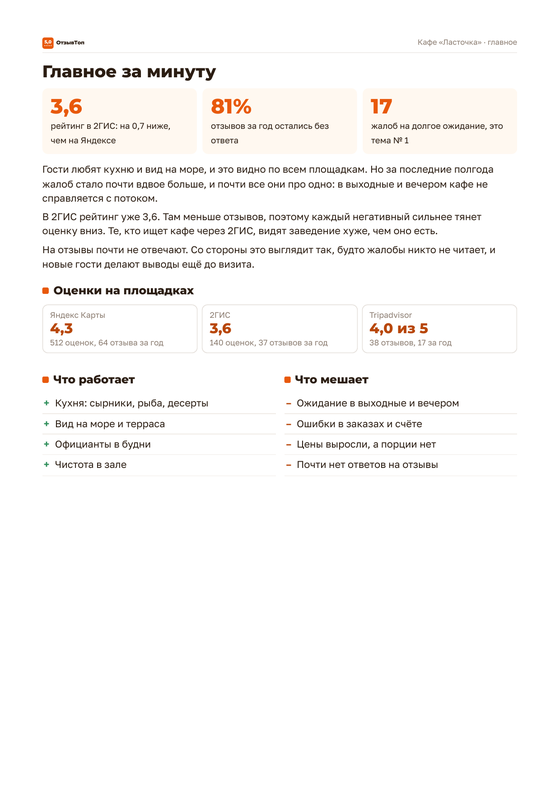 ОтзывТоп
Кафе «Ласточка» · главное
Главное за минуту
3,6
рейтинг в 2ГИС: на 0,7 ниже,
чем на Яндексе
81%
отзывов за год остались без
ответа
17
жалоб на долгое ожидание, это
тема № 1
Гости любят кухню и вид на море, и это видно по всем площадкам. Но за последние полгода
жалоб стало почти вдвое больше, и почти все они про одно: в выходные и вечером кафе не
справляется с потоком.
В 2ГИС рейтинг уже 3,6. Там меньше отзывов, поэтому каждый негативный сильнее тянет
оценку вниз. Те, кто ищет кафе через 2ГИС, видят заведение хуже, чем оно есть.
На отзывы почти не отвечают. Со стороны это выглядит так, будто жалобы никто не читает, и
новые гости делают выводы ещё до визита.
Оценки на площадках
Яндекс Карты
4,3
512 оценок, 64 отзыва за год
2ГИС
3,6
140 оценок, 37 отзывов за год
Tripadvisor
4,0 из 5
38 отзывов, 17 за год
Что работает
+ Кухня: сырники, рыба, десерты
+ Вид на море и терраса
+ Официанты в будни
+ Чистота в зале
Что мешает
– Ожидание в выходные и вечером
– Ошибки в заказах и счёте
– Цены выросли, а порции нет
– Почти нет ответов на отзывы